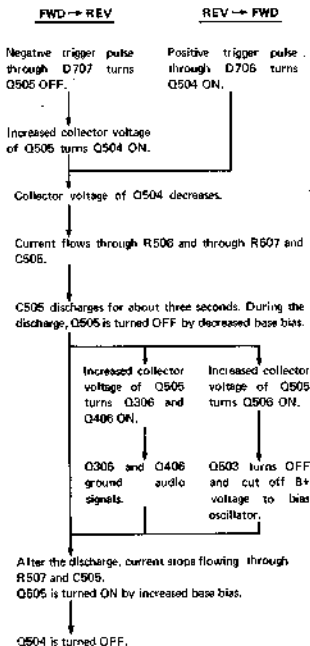 FWD → REV
REV → FWD
Negative trigger pulse
through D707 turns
Q505 OFF.
Positive trigger pulse
through D706 turns
Q504 ON.
Increased collector voltage
of Q505 turns Q504 ON.
Collector voltage of Q504 decreases.
Current flows through R506 and through R507 and
C505.
C505 discharges for about three seconds. During the
discharge, Q505 is turned OFF by decreased base bias.
Increased collector
voltage of Q505
turns Q306 and
Q406 ON.
Increased collector
voltage of Q505
turns Q506 ON.
Q306 and Q406
ground audio
signals.
Q503 turns OFF
and cut off B+
voltage to bias
oscillator.
After the discharge, current stops flowing through
R507 and C505.
Q505 is turned ON by increased base bias.
Q504 is turned OFF.